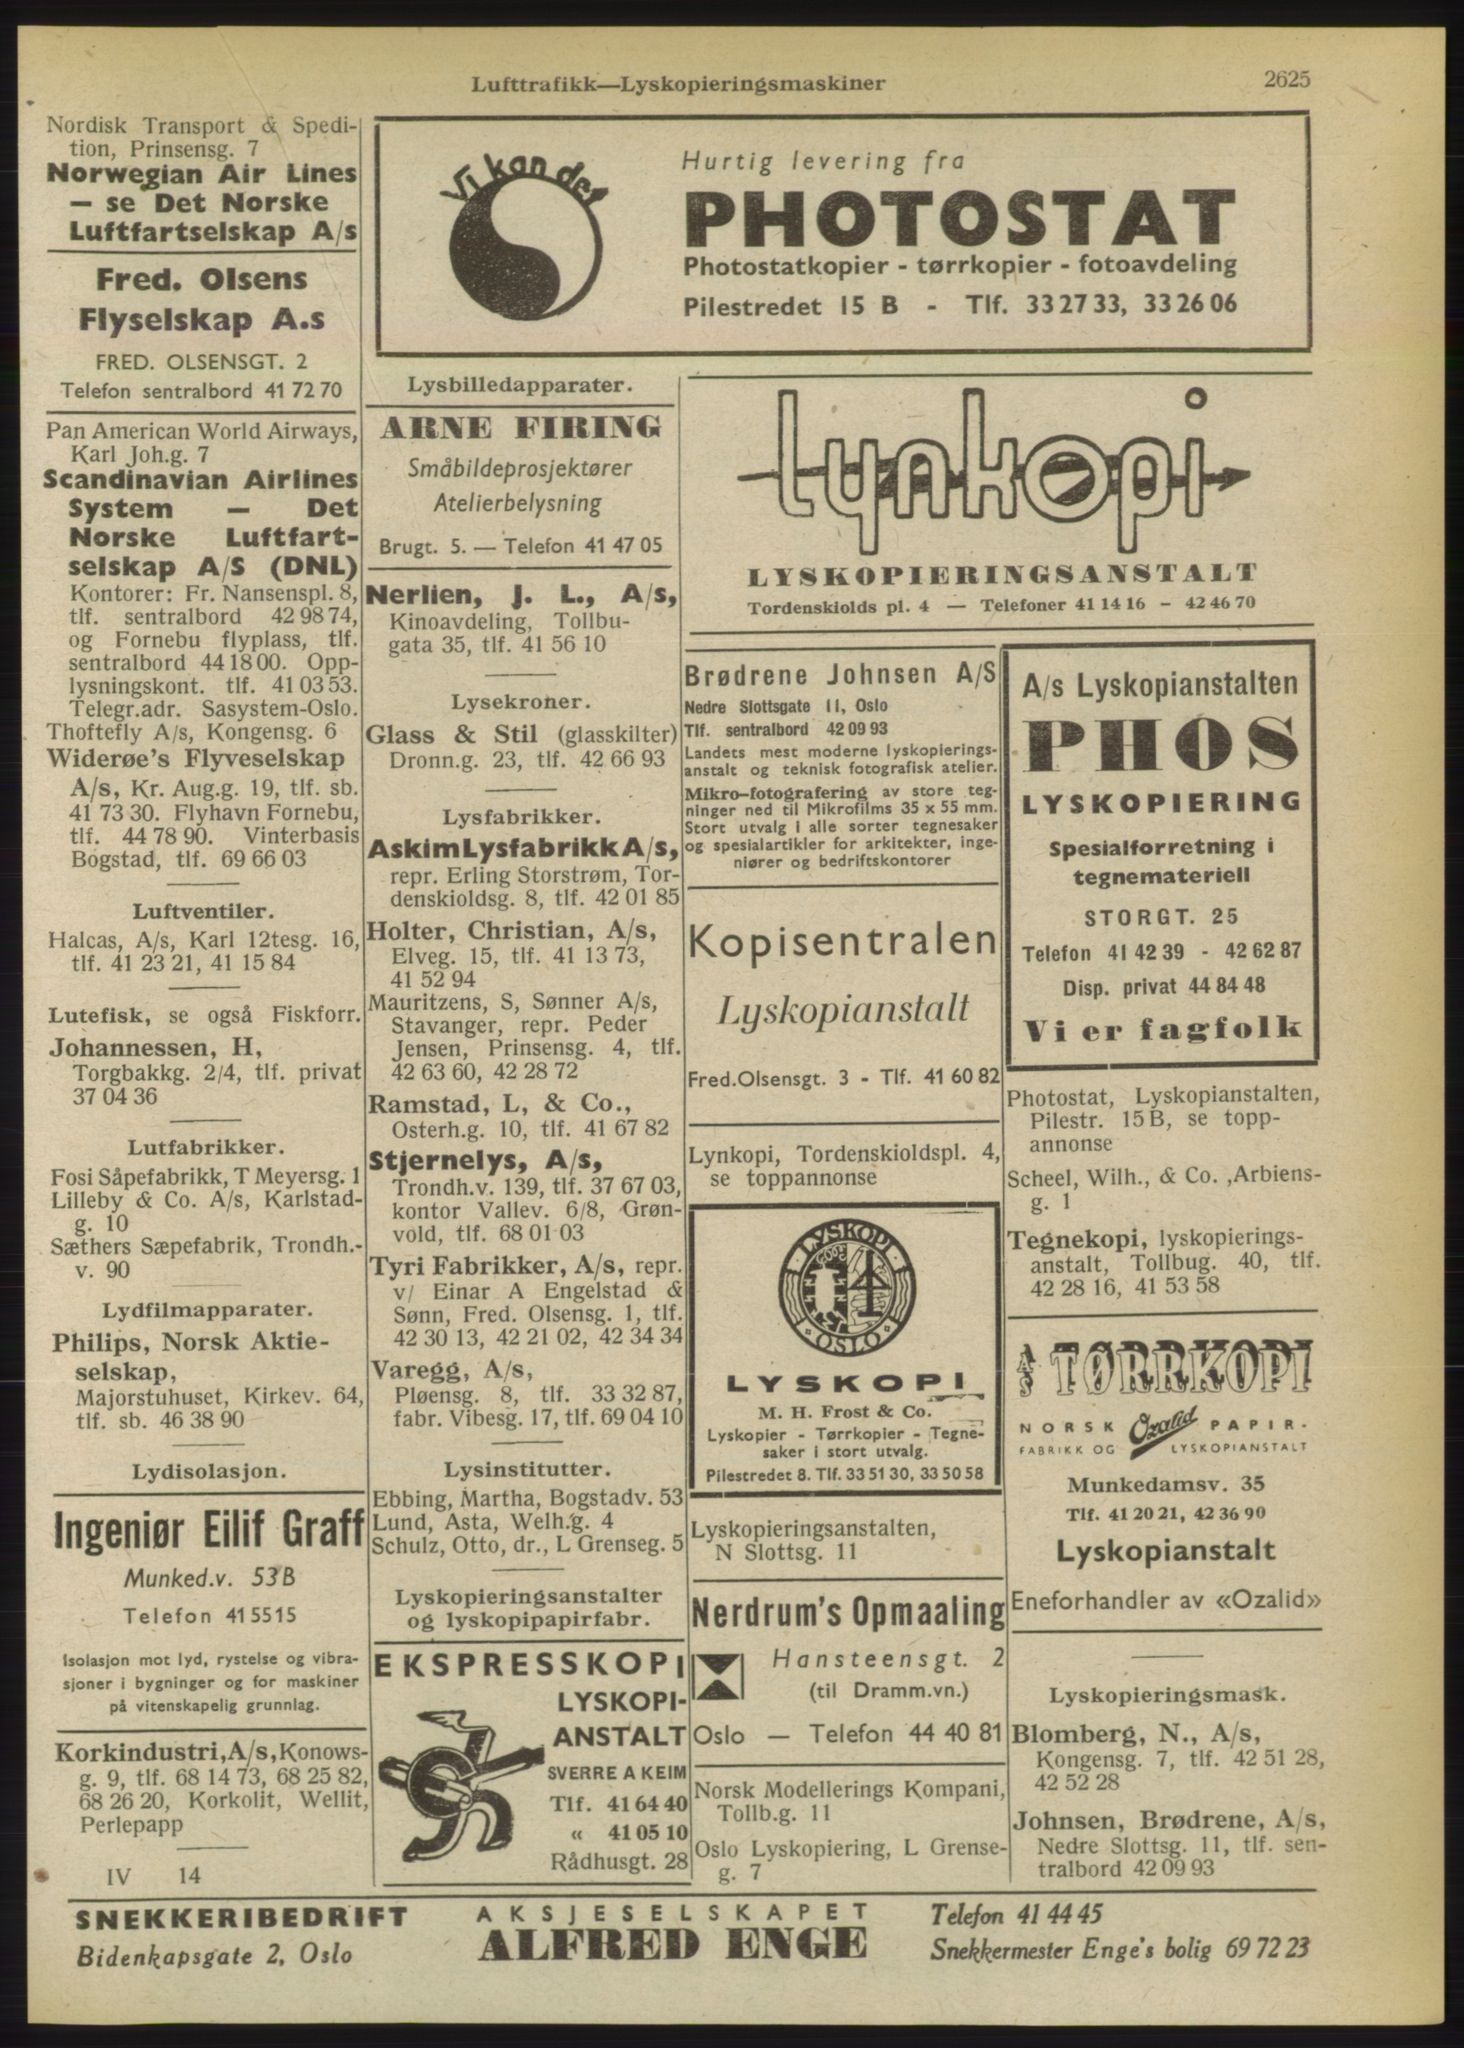 Lufttrafikk—Lyskopieringsmaskiner
2625
Nordisk Transport & Spedi-
tion, Prinsensg. 7
Norwegian Air Lines
— se Det Norske
Luftfartselskap A/s
Fred. Olsens
Flyselskap A.s
FRED. OLSENSGT. 2
Telefon sentralbord 41 72 70
Pan American World Airways,
Karl Joh.g. 7
Scandinavian Airlines
System — Det
Norske Luftfart-
selskap A/S (DNL)
Kontorer: Fr. Nansenspl. 8,
tlf. sentralbord 42 98 74,
og Fornebu flyplass, tlf.
sentralbord 44 18 00. Opp-
lysningskont. tlf. 41 03 53.
Telegr.adr. Sasystem-Oslo.
Thoftefly A/s, Kongensg. 6
Widerøe's Flyveselskap
A/s, Kr. Aug.g. 19, tlf. sb.
41 73 30. Flyhavn Fornebu,
tlf. 44 78 90. Vinterbasis
Bogstad, tlf. 69 66 03
Luftventiler.
Halcas, A/s, Karl 12tesg. 16,
tlf. 41 23 21, 41 15 84
Lutefisk, se også Fiskforr.
Johannessen, H,
Torgbakkg. 2/4, tlf. privat
37 04 36
Lutfabrikker.
Fosi Såpefabrikk, T Meyersg. 1
Lilleby & Co. A/s, Karlstad-
g. 10
Sæthers Sæpefabrik, Trondh.-
v. 90
Lydfilmapparater.
Philips, Norsk Aktie-
selskap,
Majorstuhuset, Kirkev. 64,
tlf. sb. 46 38 90
Lydisolasjon.
Ingeniør Eilif Graff
Munked.v. 53 B
Telefon 41 55 15
Isolasjon mot lyd, rystelse og vibra-
sjoner i bygninger og for maskiner
på vitenskapelig grunnlag.
Korkindustri, A/s, Konows-
g. 9, tlf. 68 14 73, 68 25 82,
68 26 20, Korkolit, Wellit,
Perlepapp
IV 14
Vi kan det
Hurtig levering fra
PHOTOSTAT
Photostatkopier - tørrkopier - fotoavdeling
Pilestredet 15 B - Tlf. 33 27 33, 33 26 06
Lysbilledapparater.
ARNE FIRING
Småbildeprosjektører
Atelierbelysning
Brugt. 5. — Telefon 41 47 05
Nerlien, J. L., A/s,
Kinoavdeling, Tollbu-
gata 35, tlf. 41 56 10
Lysekroner.
Glass & Stil (glasskilter)
Dronn.g. 23, tlf. 42 66 93
Lysfabrikker.
Askim Lysfabrikk A/s,
repr. Erling Storstrøm, Tor-
denskioldsg. 8, tlf. 42 01 85
Holter, Christian, A/s,
Elveg. 15, tlf. 41 13 73,
41 52 94
Mauritzens, S, Sønner A/s,
Stavanger, repr. Peder
Jensen, Prinsensg. 4, tlf.
42 63 60, 42 28 72
Ramstad, L, & Co.,
Osterh.g. 10, tlf. 41 67 82
Stjernelys, A/s,
Trondh.v. 139, tlf. 37 67 03,
kontor Vallev. 6/8, Grøn-
vold, tlf. 68 01 03
Tyri Fabrikker, A/s, repr.
v/ Einar A Engelstad &
Sønn, Fred. Olsensg. 1, tlf.
42 30 13, 42 21 02, 42 34 34
Varegg, A/s,
Pløensg. 8, tlf. 33 32 87,
fabr. Vibesg. 17, tlf. 69 04 10
Lysinstitutter.
Ebbing, Martha, Bogstadv. 53
Lund, Asta, Welh.g. 4
Schulz, Otto, dr., L Grenseg. 5
Lyskopieringsanstalter
og lyskopipapirfabr.
EKSPRESSKOPI
LYSKOPI-
ANSTALT
SVERRE A KEIM
Tlf. 41 64 40
« 41 05 10
Rådhusgt. 28
Lynkopi
LYSKOPIERINGSANSTALT
Tordenskiolds pl. 4 — Telefoner 41 14 16 - 42 46 70
Brødrene Johnsen A/S
Nedre Slottsgate 11, Oslo
Tlf. sentralbord 42 09 93
Landets mest moderne lyskopierings-
anstalt og teknisk fotografisk atelier.
Mikro-fotografering av store teg-
ninger ned til Mikrofilms 35 x 55 mm.
Stort utvalg i alle sorter tegnesaker
og spesialartikler for arkitekter, inge-
niører og bedriftskontorer
Kopisentralen
Lyskopianstalt
Fred.Olsensgt. 3 - Tlf. 41 60 82
Lynkopi, Tordenskioldspl. 4,
se toppannonse
LYSKOPI
OSLO
LYSKOPI
M. H. Frost & Co.
Lyskopier - Tørrkopier - Tegne-
saker i stort utvalg.
Pilestredet 8. Tlf. 33 51 30, 33 50 58
Lyskopieringsanstalten,
N Slottsg. 11
Nerdrum's Opmaaling
Hansteensgt. 2
(til Dramm.vn.)
Oslo — Telefon 44 40 81
Norsk Modellerings Kompani,
Tollb.g. 11
Oslo Lyskopiering, L Grense-
g. 7
A/s Lyskopianstalten
PHOS
LYSKOPIERING
Spesialforretning i
tegnemateriell
STORGT. 25
Telefon 41 42 39 - 42 62 87
Disp. privat 44 84 48
Vi er fagfolk
Photostat, Lyskopianstalten,
Pilestr. 15 B, se topp-
annonse
Scheel, Wilh., & Co. ,Arbiens-
g. 1
Tegnekopi, lyskopierings-
anstalt, Tollbug. 40, tlf.
42 28 16, 41 53 58
A/S TØRRKOPI
NORSK Ozalid PAPIR-
FABRIKK OG LYSKOPIANSTALT
Munkedamsv. 35
Tlf. 41 20 21, 42 36 90
Lyskopianstalt
Eneforhandler av «Ozalid»
Lyskopieringsmask.
Blomberg, N., A/s,
Kongensg. 7, tlf. 42 51 28,
42 52 28
Johnsen, Brødrene, A/s,
Nedre Slottsg. 11, tlf. sen-
tralbord 42 09 93
SNEKKERIBEDRIFT
Bidenkapsgate 2, Oslo
AKSJESELSKAPET
ALFRED ENGE
Telefon 41 44 45
Snekkermester Enge's bolig 69 72 23